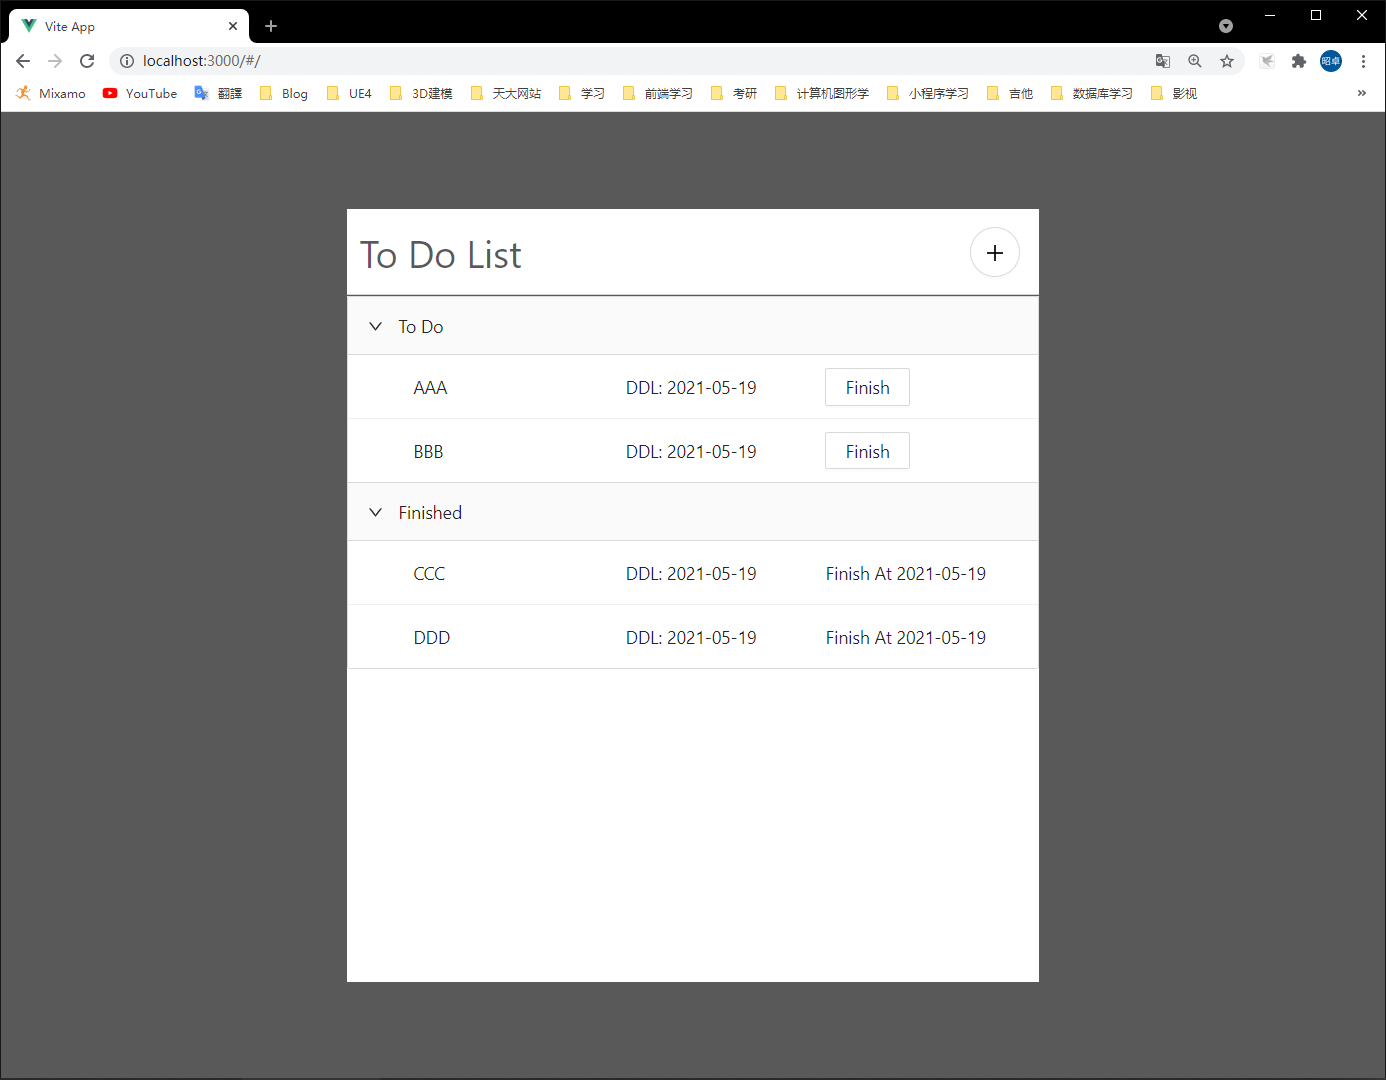 Vite App
localhost:3000/#/
昭卓
Mixamo YouTube 翻譯 Blog UE4 3D建模 天大网站 学习 前端学习 考研 计算机图形学 小程序学习 吉他 数据库学习 影视 »
To Do List
To Do
AAA DDL: 2021-05-19 Finish
BBB DDL: 2021-05-19 Finish
Finished
CCC DDL: 2021-05-19 Finish At 2021-05-19
DDD DDL: 2021-05-19 Finish At 2021-05-19